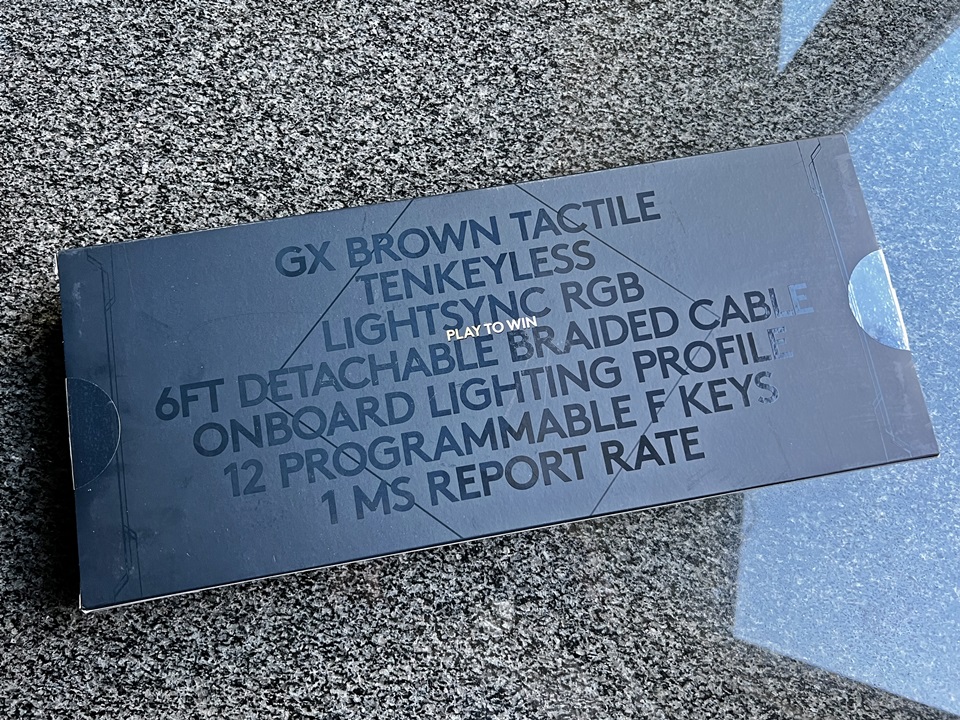 GX BROWN TACTILE
TENKEYLESS
LIGHTSYNC RGB
PLAY TO WIN
6FT DETACHABLE BRAIDED CABLE
ONBOARD LIGHTING PROFILE
12 PROGRAMMABLE F KEYS
1 MS REPORT RATE